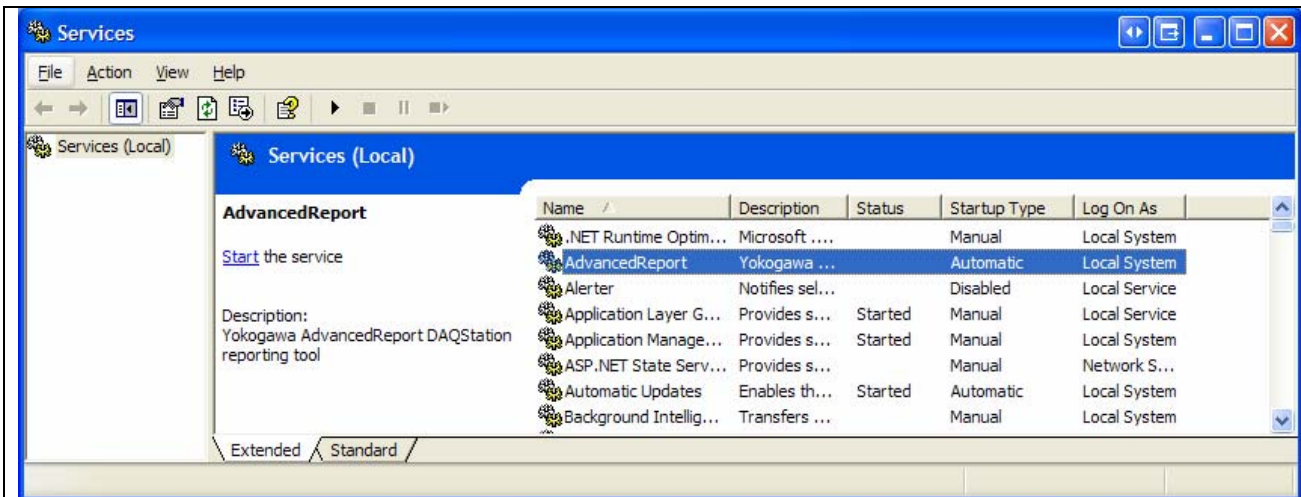 Services
File Action View Help
Services (Local)
Services (Local)
AdvancedReport
Start the service
Description:
Yokogawa AdvancedReport DAQStation
reporting tool
Name Description Status Startup Type Log On As
.NET Runtime Optim... Microsoft .... Manual Local System
AdvancedReport Yokogawa ... Automatic Local System
Alerter Notifies sel... Disabled Local Service
Application Layer G... Provides s... Started Manual Local Service
Application Manage... Provides s... Started Manual Local System
ASP.NET State Serv... Provides s... Manual Network S...
Automatic Updates Enables th... Started Automatic Local System
Background Intellig... Transfers ... Manual Local System
Extended Standard